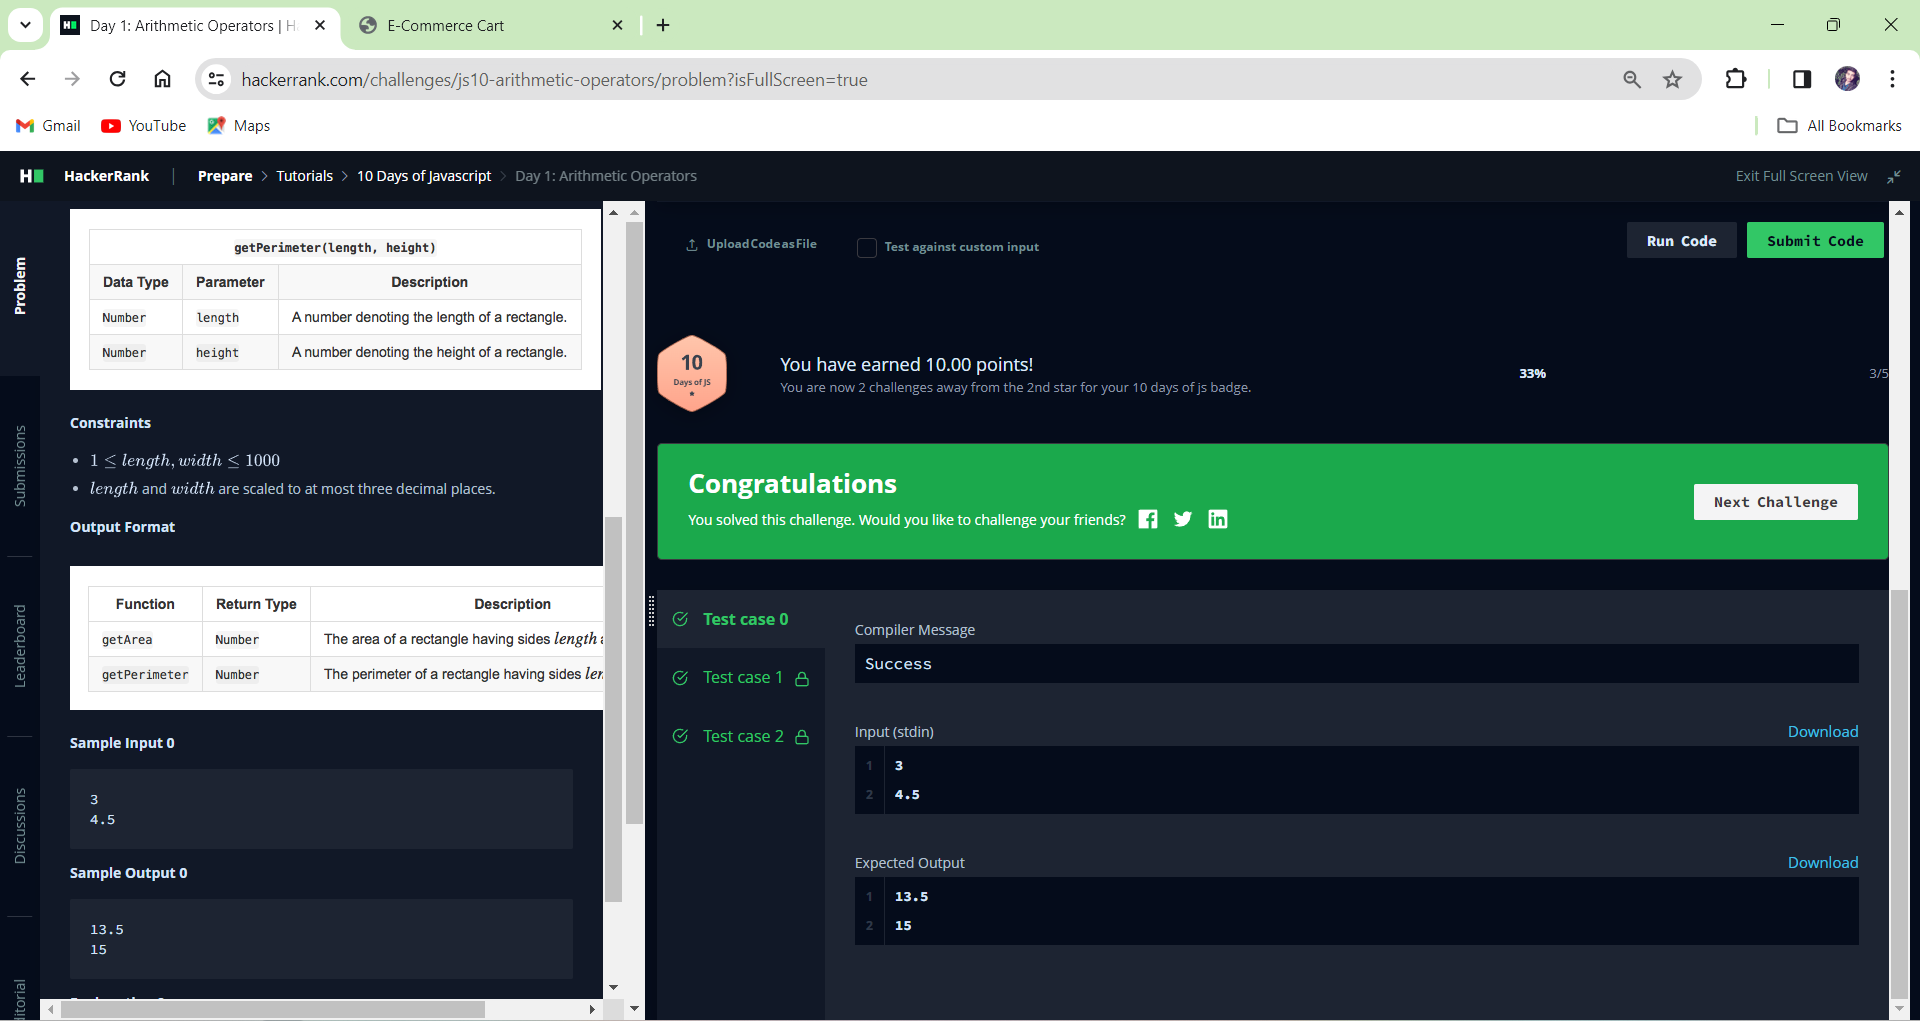 Day 1: Arithmetic Operators | H
E-Commerce Cart
hackerrank.com/challenges/js10-arithmetic-operators/problem?isFullScreen=true
Gmail
YouTube
Maps
All Bookmarks
H
HackerRank | Prepare > Tutorials > 10 Days of Javascript > Day 1: Arithmetic Operators
Exit Full Screen View
Problem
Submissions
Leaderboard
Discussions
itorial
getPerimeter(length, height)
Data Type Parameter Description
Number length A number denoting the length of a rectangle.
Number height A number denoting the height of a rectangle.
Constraints
• 1 ≤ length, width ≤ 1000
• length and width are scaled to at most three decimal places.
Output Format
Function Return Type Description
getArea Number The area of a rectangle having sides length
getPerimeter Number The perimeter of a rectangle having sides len
Sample Input 0
3
4.5
Sample Output 0
13.5
15
Upload Code as File
Test against custom input
Run Code
Submit Code
10
Days of JS
You have earned 10.00 points!
You are now 2 challenges away from the 2nd star for your 10 days of js badge.
33%
3/5
Congratulations
You solved this challenge. Would you like to challenge your friends?
Next Challenge
Test case 0
Test case 1
Test case 2
Compiler Message
Success
Input (stdin)
Download
1 3
2 4.5
Expected Output
Download
1 13.5
2 15